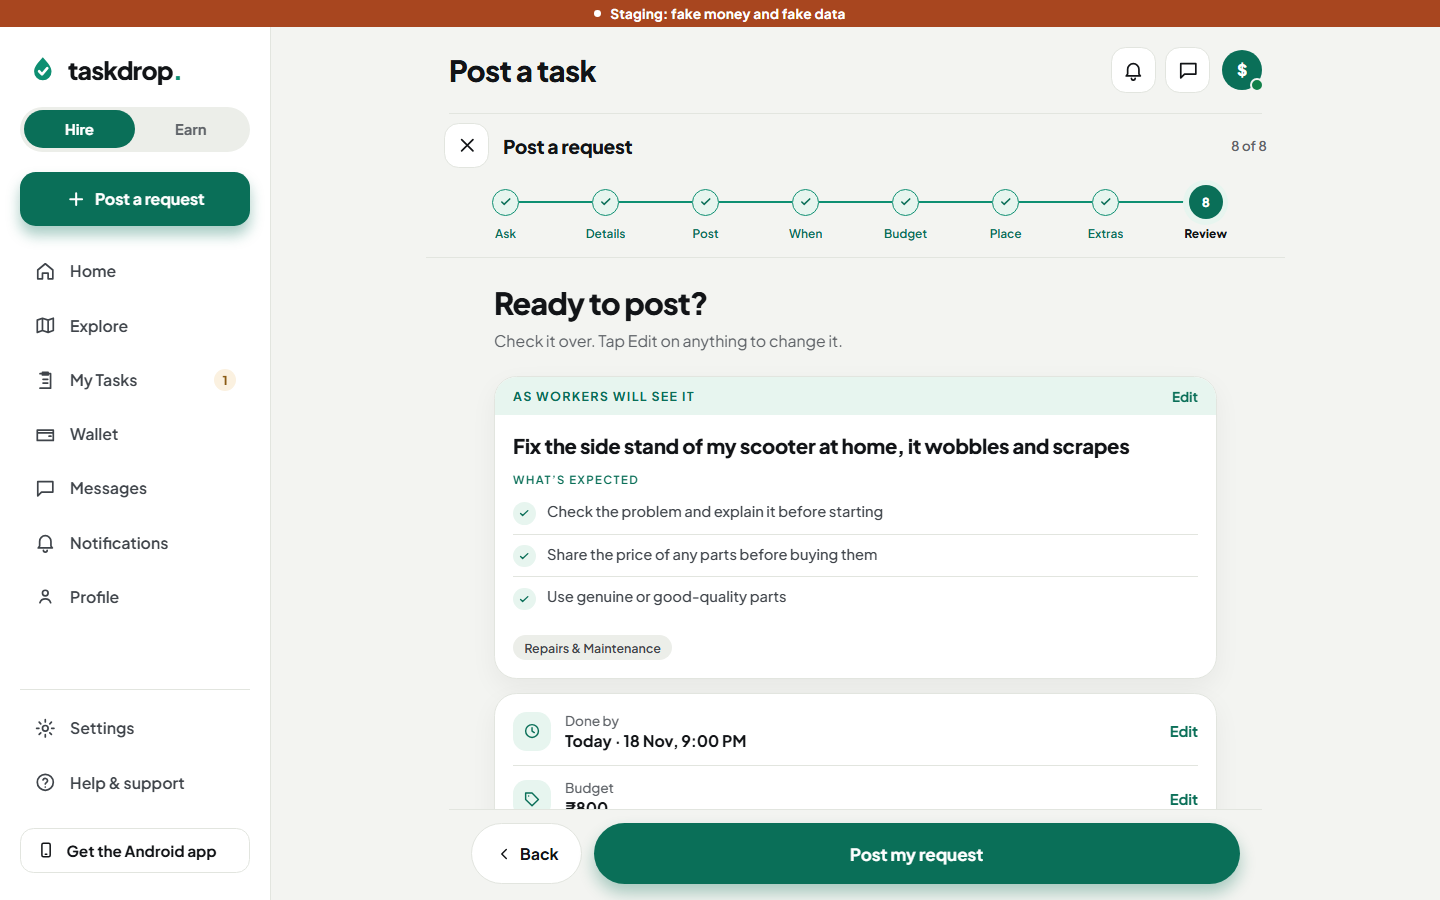 Staging: fake money and fake data
taskdrop.
Hire
Earn
Post a request
Home
Explore
My Tasks
1
Wallet
Messages
Notifications
Profile
Settings
Help & support
Get the Android app
Post a task
$
Post a request
8 of 8
8
Ask
Details
Post
When
Budget
Place
Extras
Review
Ready to post?
Check it over. Tap Edit on anything to change it.
AS WORKERS WILL SEE IT
Edit
Fix the side stand of my scooter at home, it wobbles and scrapes
WHAT'S EXPECTED
Check the problem and explain it before starting
Share the price of any parts before buying them
Use genuine or good-quality parts
Repairs & Maintenance
Done by
Today · 18 Nov, 9:00 PM
Edit
Budget
₹800
Edit
Back
Post my request